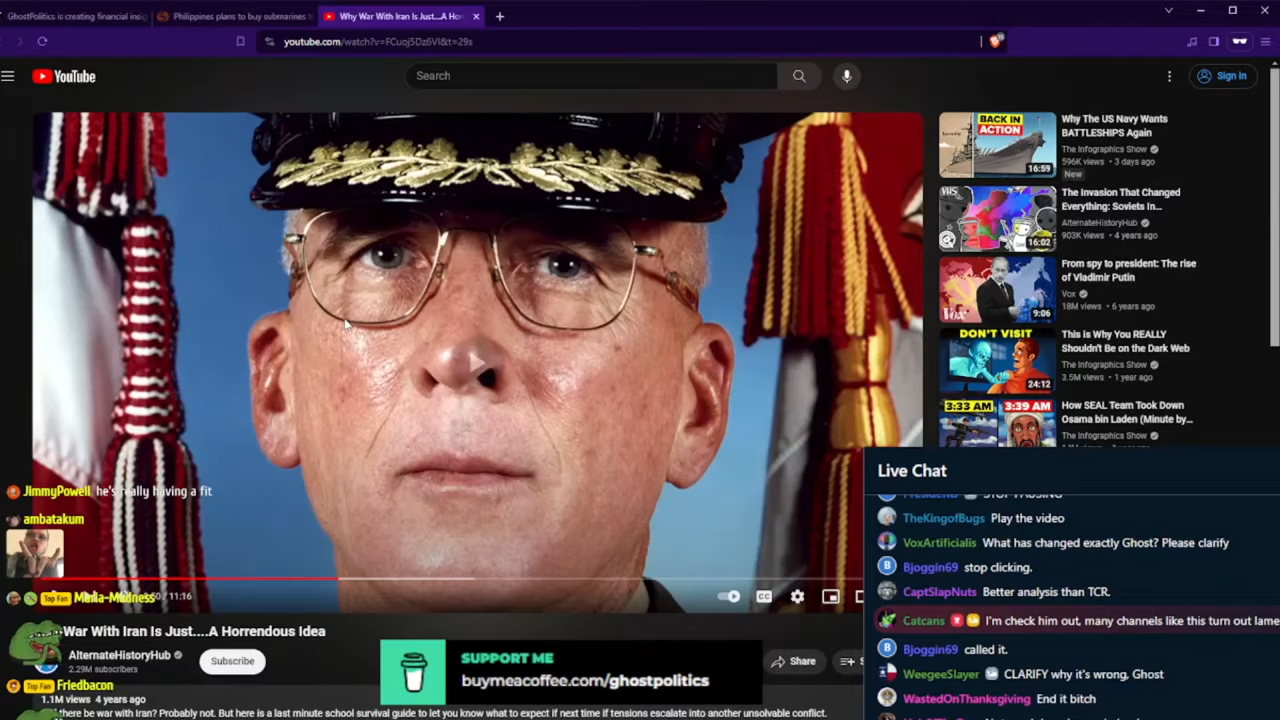 GhostPolitics is creating financial insig
Philippines plans to buy submarines t
Why War With Iran Is Just....A Hor
youtube.com/watch?v=FCuoj5Dz6VI&t=29s
YouTube
Search
Sign in
BACK IN
ACTION
16:59
Why The US Navy Wants
BATTLESHIPS Again
The Infographics Show
596K views • 3 days ago
New
VHS
16:02
The Invasion That Changed
Everything: Soviets In...
AlternateHistoryHub
903K views • 4 years ago
Vox
9:06
From spy to president: The rise
of Vladimir Putin
Vox
18M views • 6 years ago
DON'T VISIT
24:12
This is Why You REALLY
Shouldn't Be on the Dark Web
The Infographics Show
3.5M views • 1 year ago
3:33 AM
3:39 AM
How SEAL Team Took Down
Osama bin Laden (Minute by...
The Infographics Show
JimmyPowell he's really having a fit
ambatakum
Top Fan Maria-Madness
/ 11:16
CC
War With Iran Is Just....A Horrendous Idea
AlternateHistoryHub
2.29M subscribers
Subscribe
SUPPORT ME
buymeacoffee.com/ghostpolitics
Share
Top Fan Friedbacon
1.1M views 4 years ago
there be war with Iran? Probably not. But here is a last minute school survival guide to let you know what to expect if next time if tensions escalate into another unsolvable conflict.
Live Chat
STOP PAUSING
TheKingofBugs Play the video
VoxArtificialis What has changed exactly Ghost? Please clarify
Bjoggin69 stop clicking.
CaptSlapNuts Better analysis than TCR.
Catcans I'm check him out, many channels like this turn out lame
Bjoggin69 called it.
WeegeeSlayer CLARIFY why it's wrong, Ghost
WastedOnThanksgiving End it bitch